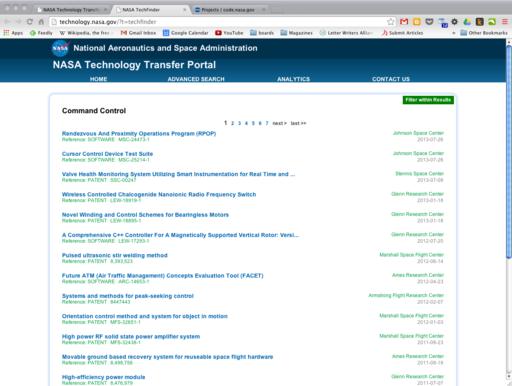 NASA Technology Transfer
NASA TechFinder
Projects | code.nasa.gov
technology.nasa.gov/?t=techfinder
Apps
Feedly
Wikipedia, the free
Gmail Inbox
Google Calendar
YouTube
boards
Magazines
Letter Writers
Submit Articles
Other Bookmarks
National Aeronautics and Space Administration
NASA Technology Transfer Portal
HOME ADVANCED SEARCH ANALYTICS CONTACT US
Filter within Results
Command Control
1 2 3 4 5 6 7 next > last >>
Rendezvous And Proximity Operations Program (RPOP) Johnson Space Center
Reference: SOFTWARE MSC-24473-1 2013-07-26
Cursor Control Device Test Suite Johnson Space Center
Reference: SOFTWARE MSC-25214-1 2013-07-26
Valve Health Monitoring System Utilizing Smart Instrumentation for Real Time and ... Stennis Space Center
Reference: PATENT SSC-00247 2013-07-09
Wireless Controlled Chalcogenide Nanoionic Radio Frequency Switch Glenn Research Center
Reference: PATENT LEW-18919-1 2013-01-18
Novel Winding and Control Schemes for Bearingless Motors Glenn Research Center
Reference: PATENT LEW-18895-1 2013-01-18
A Comprehensive C++ Controller For A Magnetically Supported Vertical Rotor: Versi... Glenn Research Center
Reference: SOFTWARE LEW-17293-1 2012-07-20
Pulsed ultrasonic stir welding method Marshall Space Flight Center
Reference: PATENT 8,393,523 2012-06-14
Future ATM (Air Traffic Management) Concepts Evaluation Tool (FACET) Ames Research Center
Reference: SOFTWARE ARC-14653-1 2012-04-23
Systems and methods for peak-seeking control Armstrong Flight Research Center
Reference: PATENT 8447443 2012-02-07
Orientation control method and system for object in motion Marshall Space Flight Center
Reference: PATENT MFS-32651-1 2012-01-03
High power RF solid state power amplifier system Marshall Space Flight Center
Reference: PATENT MFS-32438-1 2011-08-23
Movable ground based recovery system for reuseable space flight hardware Ames Research Center
Reference: PATENT 8,498,756 2011-08-19
High-efficiency power module Glenn Research Center
Reference: PATENT 8,476,979 2011-07-07